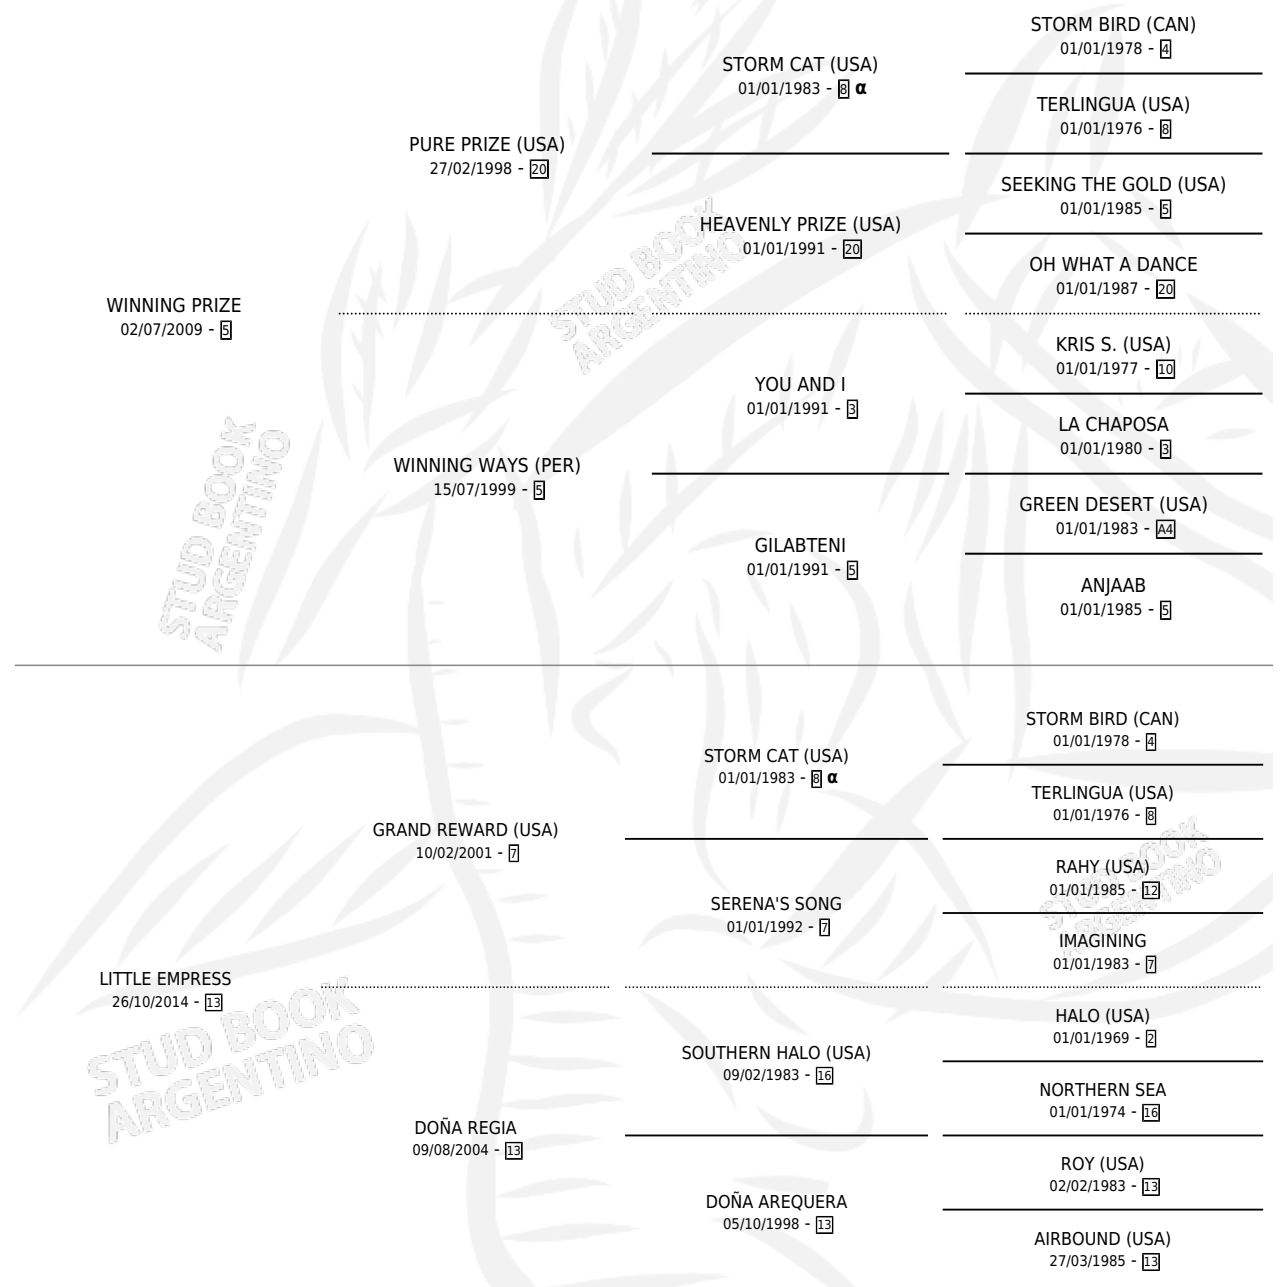 STORM BIRD (CAN)
01/01/1978 - 4
STORM CAT (USA)
01/01/1983 - 8 α
TERLINGUA (USA)
01/01/1976 - 8
PURE PRIZE (USA)
27/02/1998 - 20
SEEKING THE GOLD (USA)
01/01/1985 - 5
HEAVENLY PRIZE (USA)
01/01/1991 - 20
OH WHAT A DANCE
01/01/1987 - 20
WINNING PRIZE
02/07/2009 - 5
KRIS S. (USA)
01/01/1977 - 10
YOU AND I
01/01/1991 - 3
LA CHAPOSA
01/01/1980 - 3
WINNING WAYS (PER)
15/07/1999 - 5
GREEN DESERT (USA)
01/01/1983 - A4
GILABTENI
01/01/1991 - 5
ANJAAB
01/01/1985 - 5
STUD BOOK
ARGENTINO
STUD BOOK
ARGENTINO
STORM BIRD (CAN)
01/01/1978 - 4
STORM CAT (USA)
01/01/1983 - 8 α
TERLINGUA (USA)
01/01/1976 - 8
GRAND REWARD (USA)
10/02/2001 - 7
RAHY (USA)
01/01/1985 - 12
SERENA'S SONG
01/01/1992 - 7
IMAGINING
01/01/1983 - 7
LITTLE EMPRESS
26/10/2014 - 13
HALO (USA)
01/01/1969 - 2
SOUTHERN HALO (USA)
09/02/1983 - 16
NORTHERN SEA
01/01/1974 - 16
DOÑA REGIA
09/08/2004 - 13
ROY (USA)
02/02/1983 - 13
DOÑA AREQUERA
05/10/1998 - 13
AIRBOUND (USA)
27/03/1985 - 13
STUD BOOK
ARGENTINO
STUD BOOK
ARGENTINO